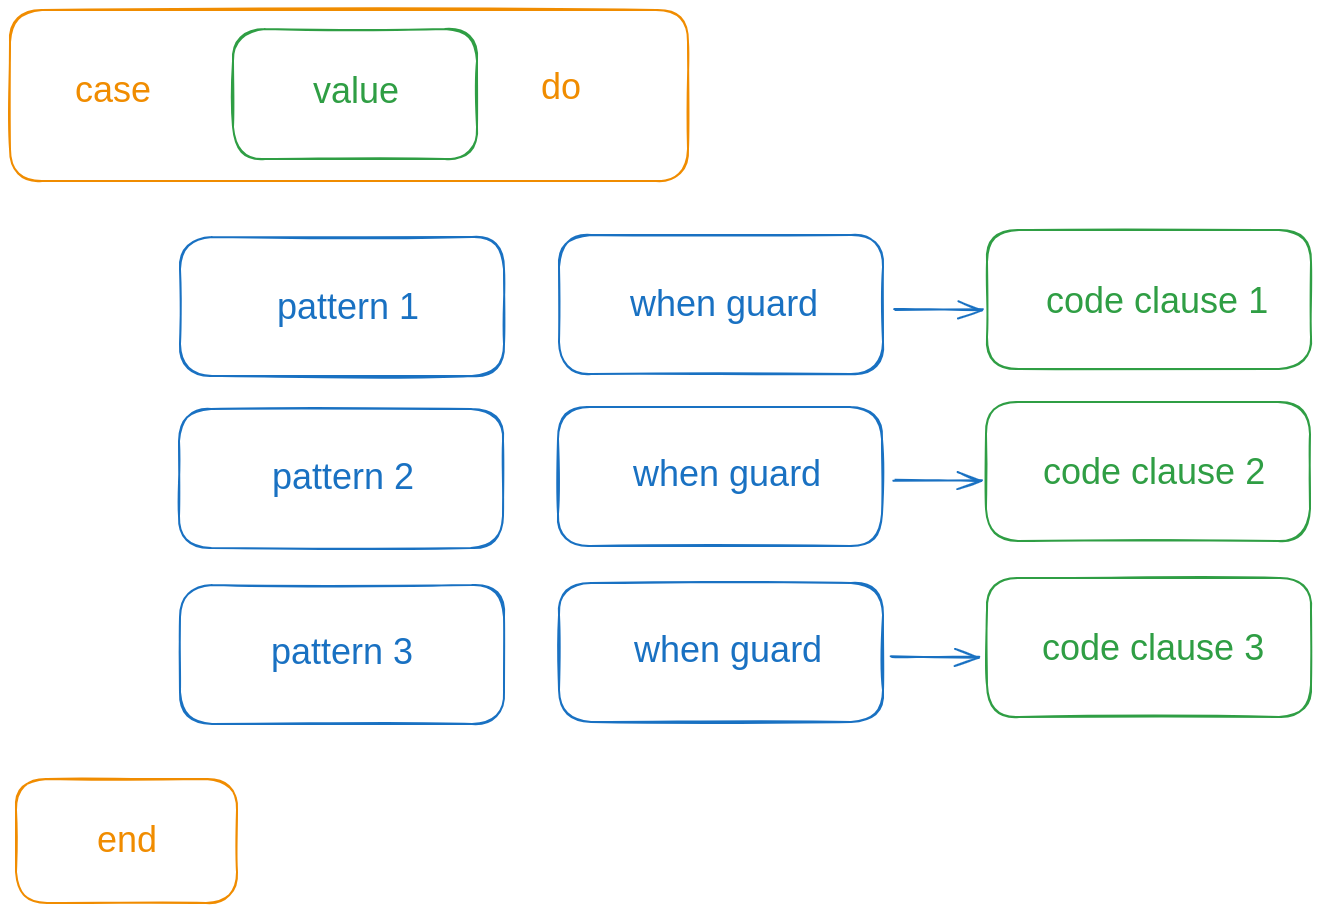 case value do
pattern 1 when guard code clause 1
pattern 2 when guard code clause 2
pattern 3 when guard code clause 3
end